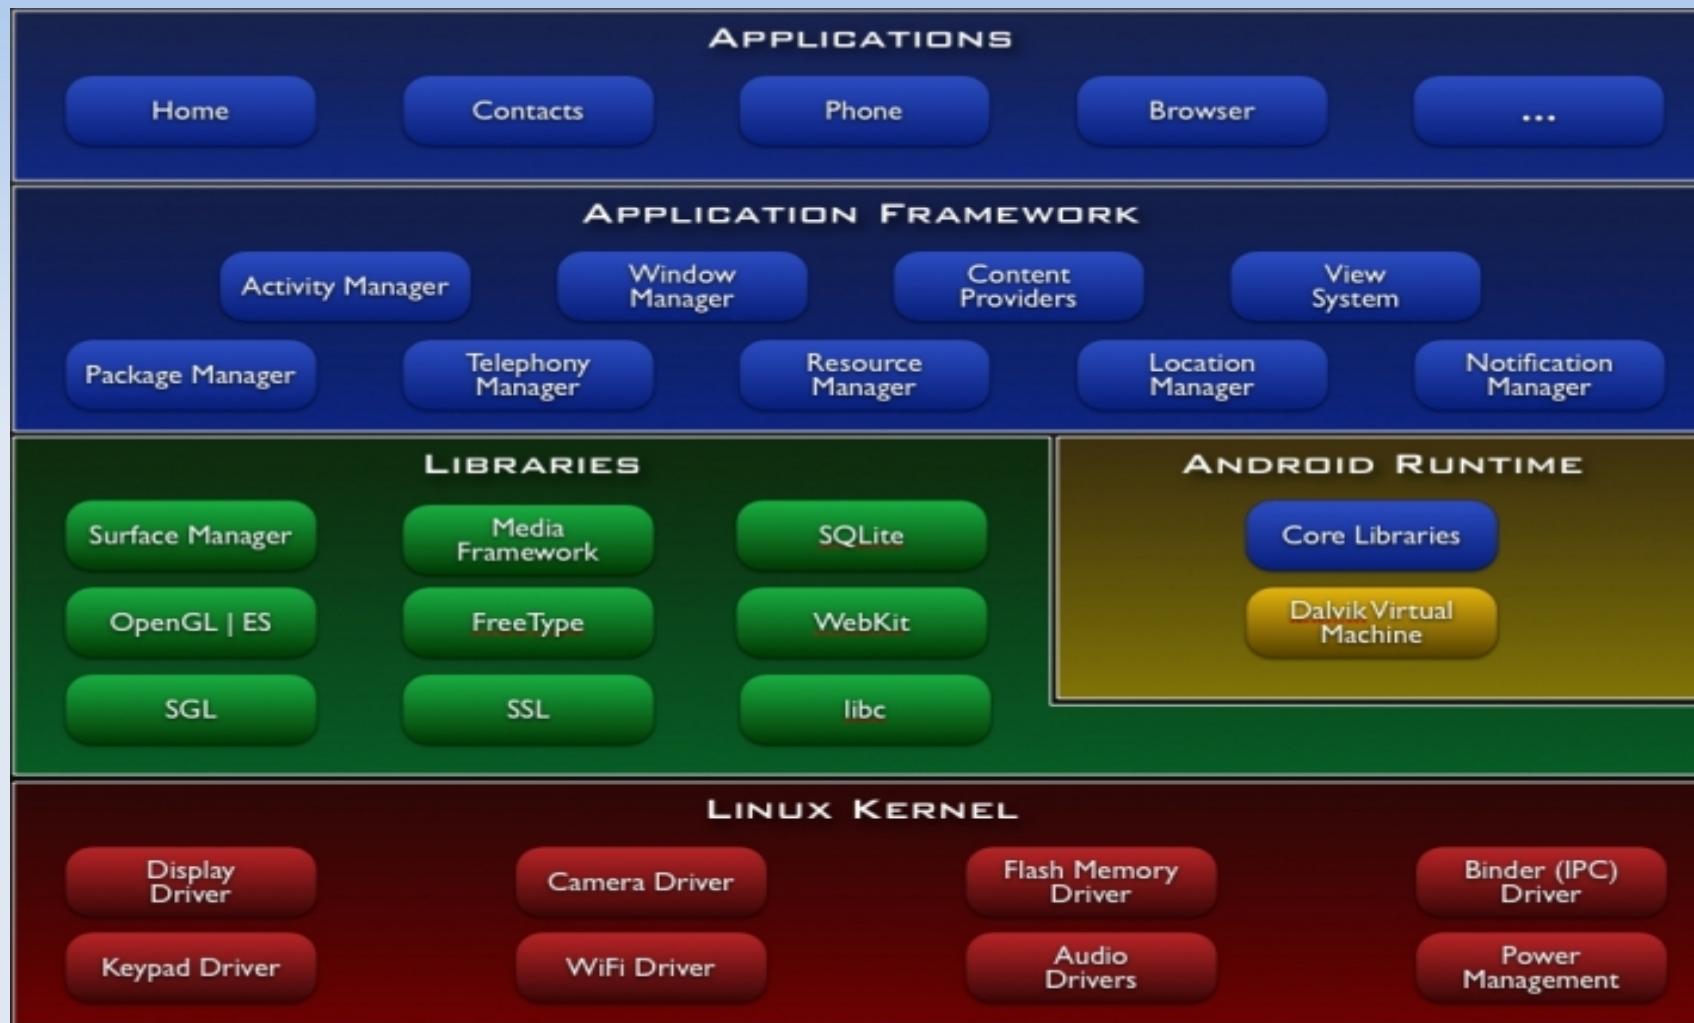 APPLICATIONS
Home
Contacts
Phone
Browser
...
APPLICATION FRAMEWORK
Activity Manager
Window
Manager
Content
Providers
View
System
Package Manager
Telephony
Manager
Resource
Manager
Location
Manager
Notification
Manager
LIBRARIES
Surface Manager
Media
Framework
SQLite
OpenGL | ES
FreeType
WebKit
SGL
SSL
libc
ANDROID RUNTIME
Core Libraries
Dalvik Virtual
Machine
LINUX KERNEL
Display
Driver
Camera Driver
Flash Memory
Driver
Binder (IPC)
Driver
Keypad Driver
WiFi Driver
Audio
Drivers
Power
Management